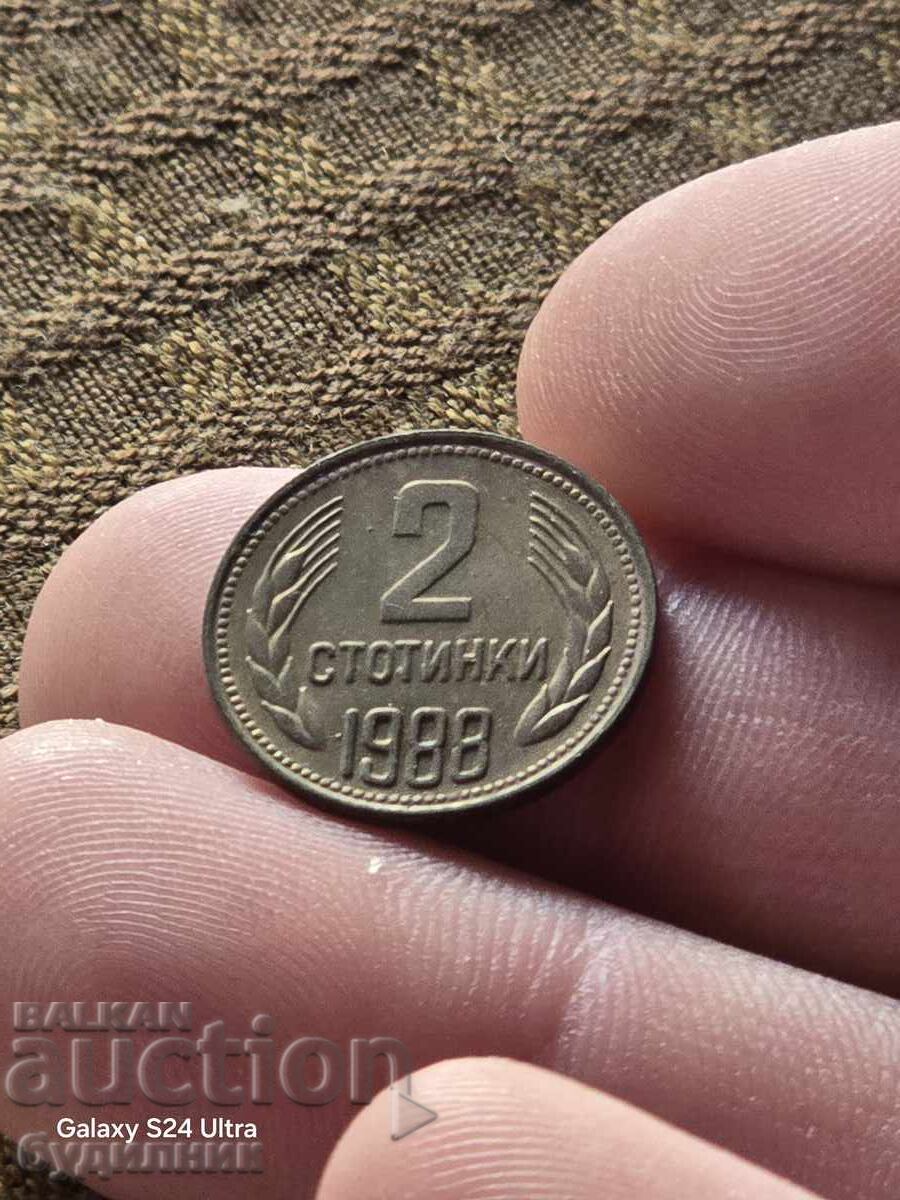 2
СТОТИНКИ
1988
BALKAN
auction
Galaxy S24 Ultra
будилник